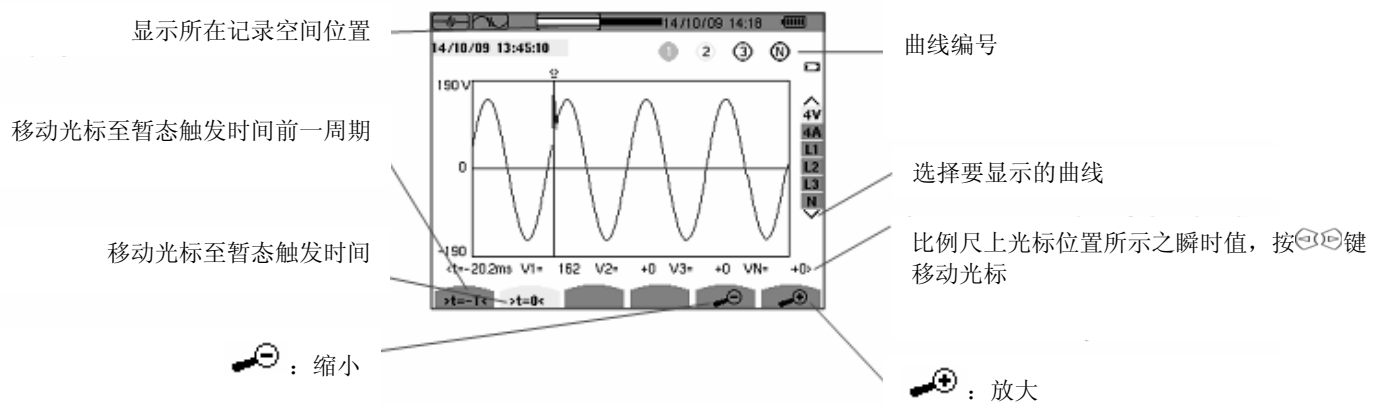 显示所在记录空间位置
14/10/09 14:18
曲线编号
14/10/09 13:45:10
1 2 3 N
190V
移动光标至暂态触发时间前一周期
4V
4A
L1
0
L2
选择要显示的曲线
L3
N
移动光标至暂态触发时间
-190
比例尺上光标位置所示之瞬时值，按键
移动光标
<t=-20.2ms V1= 162 V2= +0 V3= +0 VN= +0>
>t=-T< >t=0<
：缩小
：放大